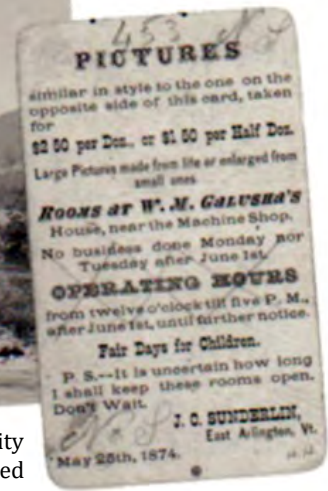 453 N S
PICTURES
similar in style to the one on the
opposite side of this card, taken
for
$2 50 per Doz., or $1 50 per Half Doz.
Large Pictures made from life or enlarged from
small ones.
ROOMS AT W. M. GALUSHA'S
House, near the Machine Shop.
No business done Monday nor
Tuesday after June 1st.
OPERATING HOURS
from twelve o'clock till five P. M.,
after June 1st, until further notice.
Fair Days for Children.
P. S.--It is uncertain how long
I shall keep these rooms open.
Don't Wait.
J. C. SUNDERLIN,
East Arlington, Vt.
N. S
May 25th, 1874.
ity
ed